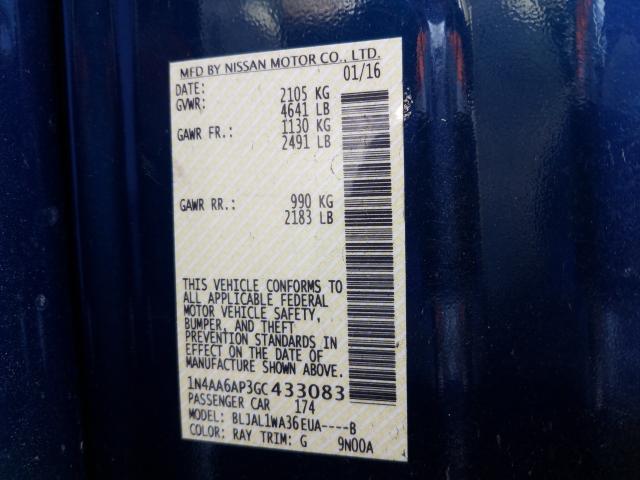 MFD BY NISSAN MOTOR CO., LTD.
DATE: 01/16
GVWR: 2105 KG
4641 LB
GAWR FR.: 1130 KG
2491 LB
GAWR RR.: 990 KG
2183 LB
THIS VEHICLE CONFORMS TO
ALL APPLICABLE FEDERAL
MOTOR VEHICLE SAFETY,
BUMPER, AND THEFT
PREVENTION STANDARDS IN
EFFECT ON THE DATE OF
MANUFACTURE SHOWN ABOVE.
1N4AA6AP3GC433083
PASSENGER CAR 174
MODEL: BLJAL1WA36EUA----B
COLOR: RAY TRIM: G 9N00A